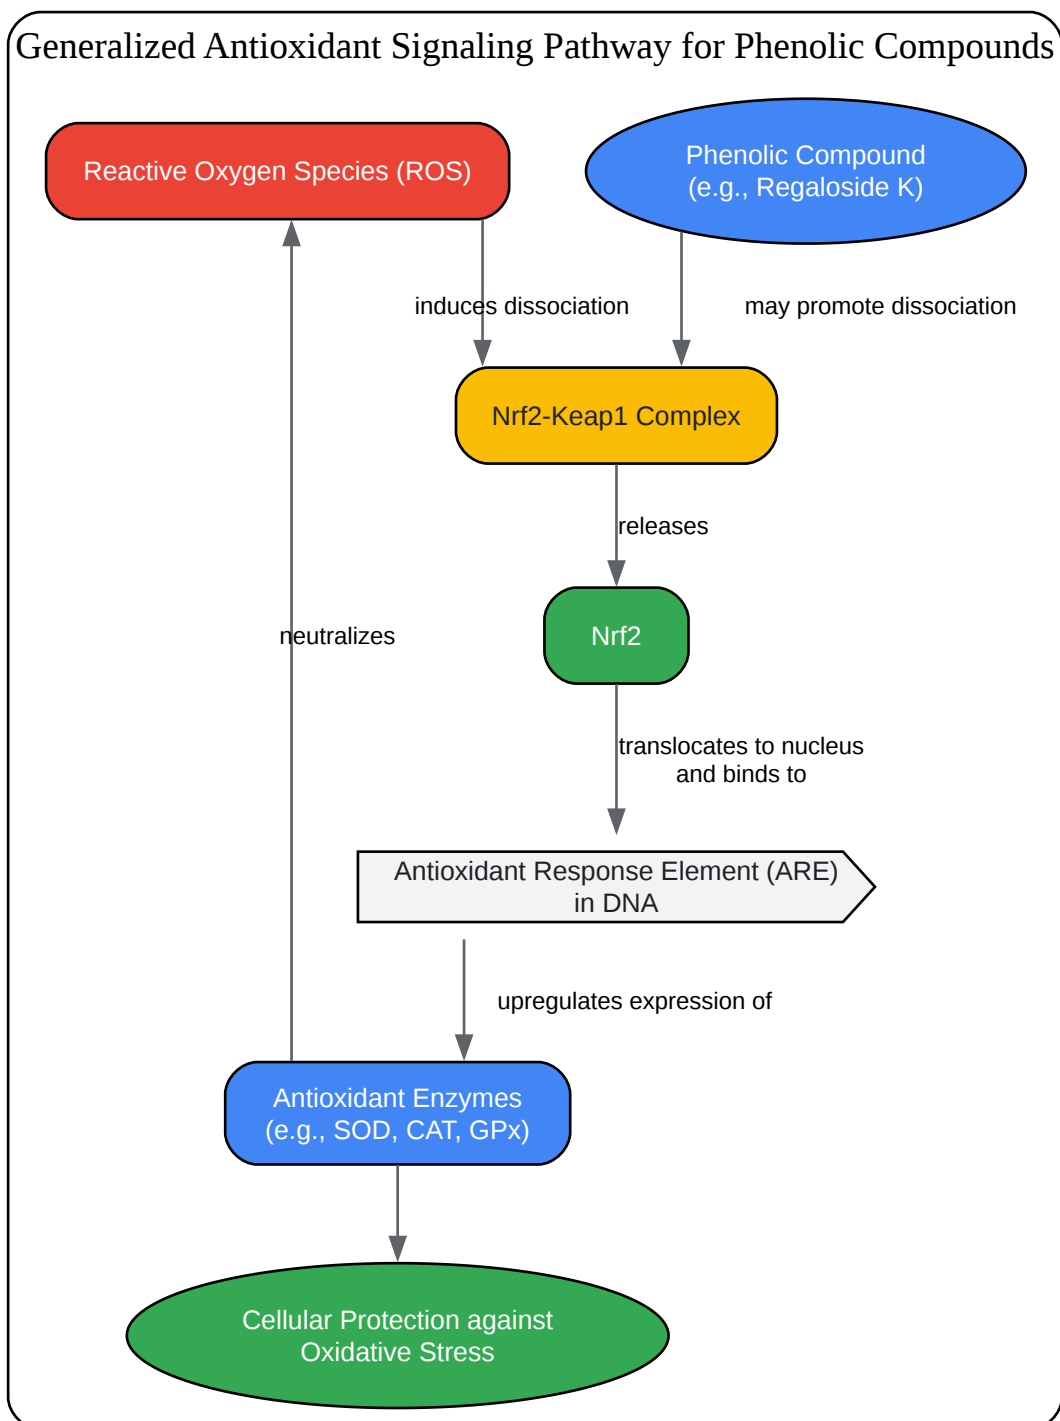 Generalized Antioxidant Signaling Pathway for Phenolic Compounds
Reactive Oxygen Species (ROS)
Phenolic Compound
(e.g., Regaloside K)
induces dissociation
may promote dissociation
Nrf2-Keap1 Complex
releases
Nrf2
neutralizes
translocates to nucleus
and binds to
Antioxidant Response Element (ARE)
in DNA
upregulates expression of
Antioxidant Enzymes
(e.g., SOD, CAT, GPx)
Cellular Protection against
Oxidative Stress